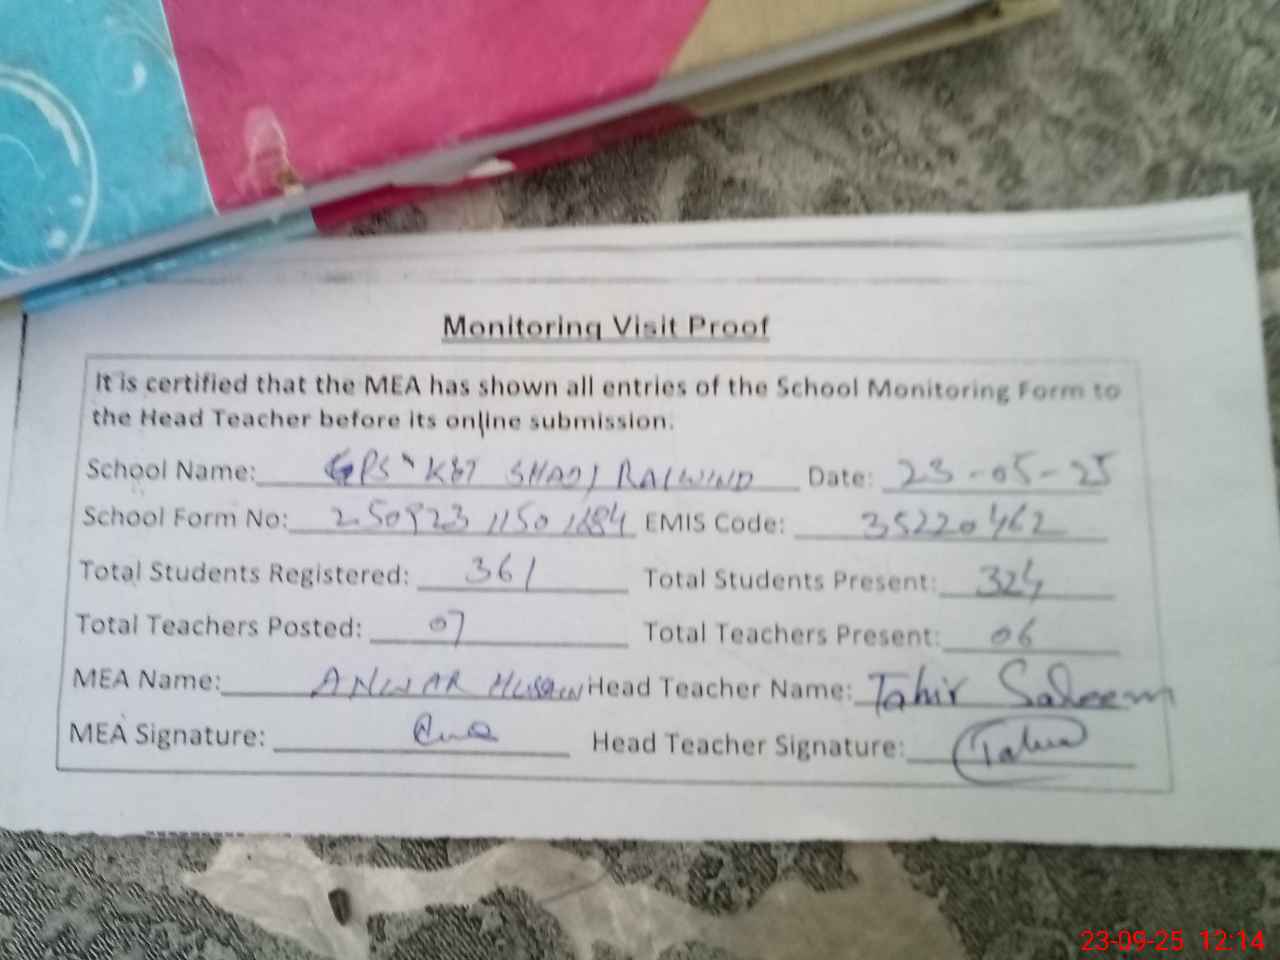 Monitoring Visit Proof
It is certified that the MEA has shown all entries of the School Monitoring Form to
the Head Teacher before its online submission.
School Name: GPS KOT SHADI RAIWIND Date: 23-05-25
School Form No: 250923 1150 1284 EMIS Code: 35220462
Total Students Registered: 361 Total Students Present: 324
Total Teachers Posted: 07 Total Teachers Present: 06
MEA Name: ANWAR HUSAIN Head Teacher Name: Tahir Saleem
MEA Signature: Head Teacher Signature: Tahir
23-09-25 12:14